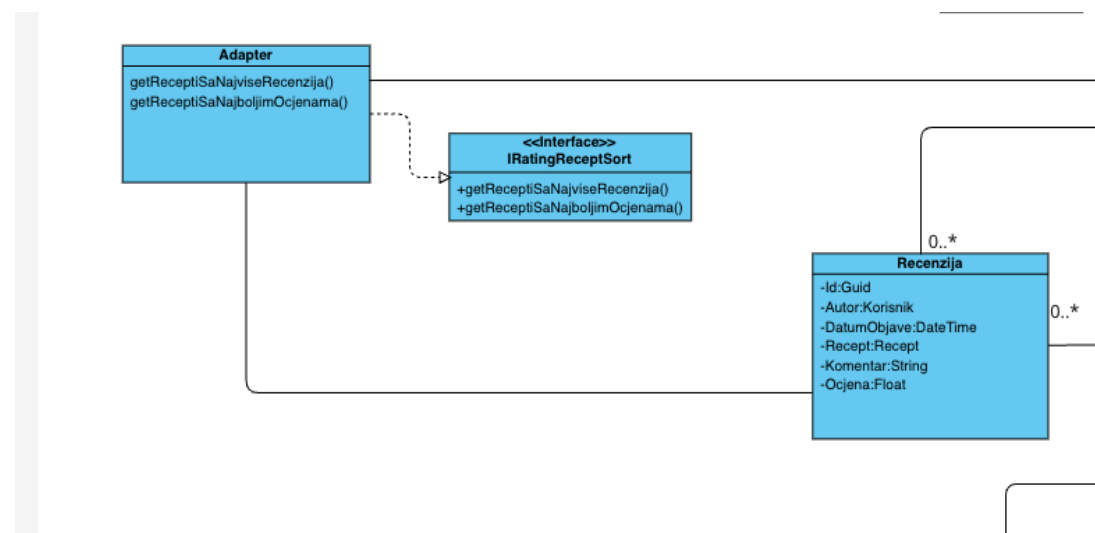 Adapter
getReceptiSaNajviseRecenzija()
getReceptiSaNajboljimOcjenama()
<<Interface>>
IRatingReceptSort
+getReceptiSaNajviseRecenzija()
+getReceptiSaNajboljimOcjenama()
0..*
Recenzija
-Id:Guid
-Autor:Korisnik
-DatumObjave:DateTime
-Recept:Recept
-Komentar:String
-Ocjena:Float
0..*